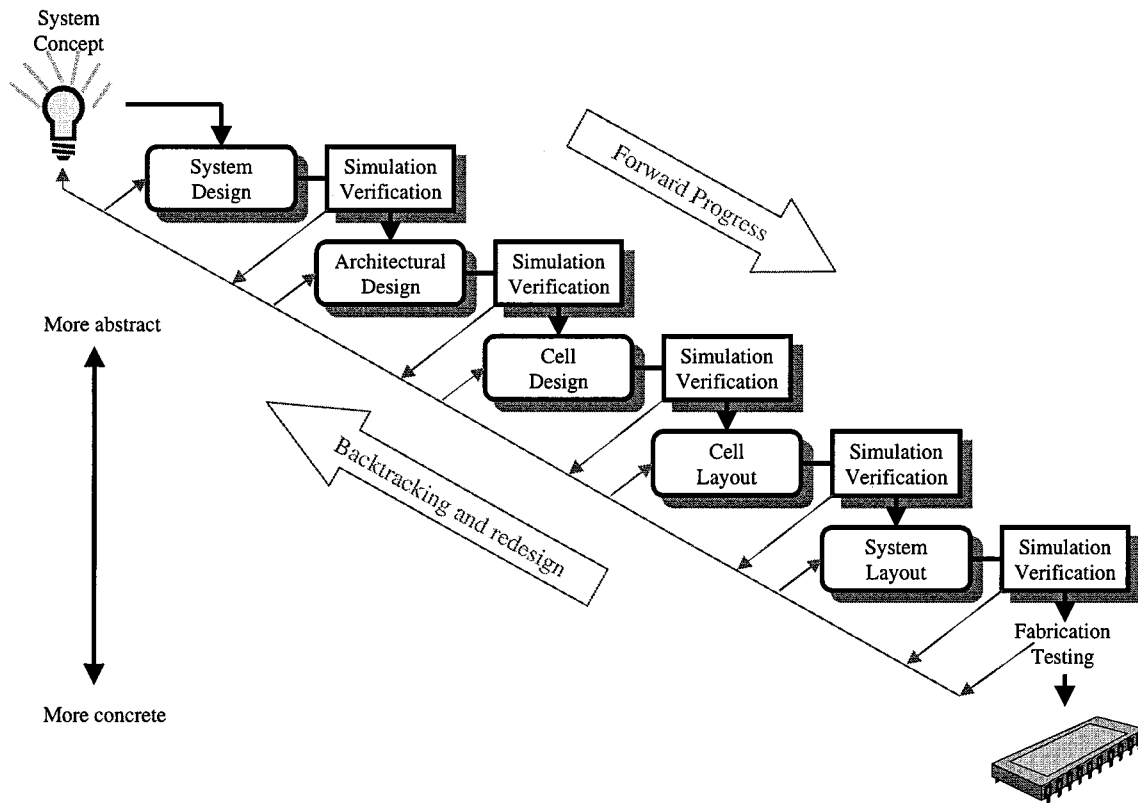 System
Concept
System
Design
Simulation
Verification
Forward Progress
Architectural
Design
Simulation
Verification
More abstract
Cell
Design
Simulation
Verification
Backtracking and redesign
Cell
Layout
Simulation
Verification
System
Layout
Simulation
Verification
Fabrication
Testing
More concrete